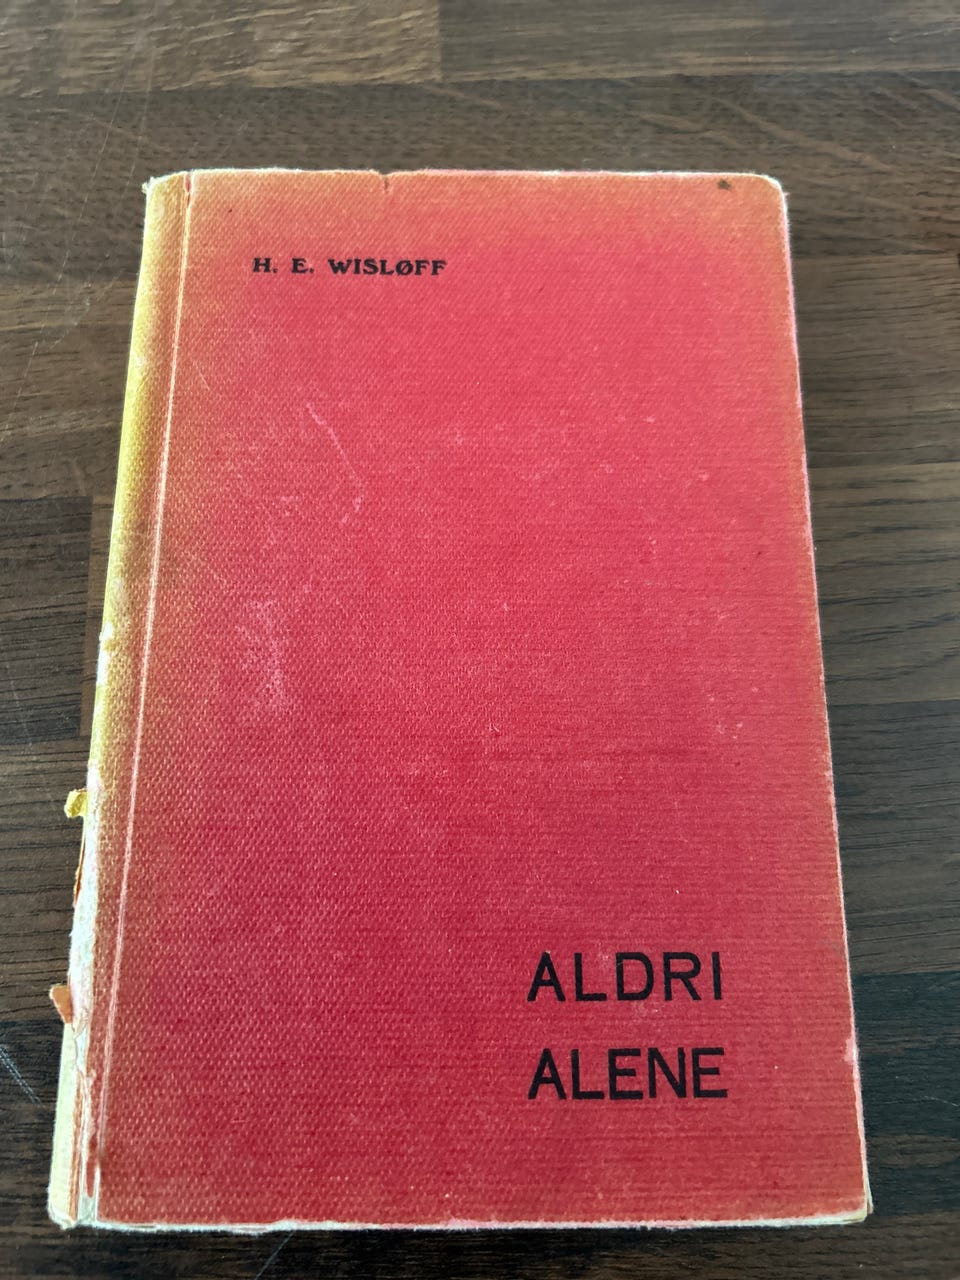 H. E. WISLØFF
ALDRI
ALENE